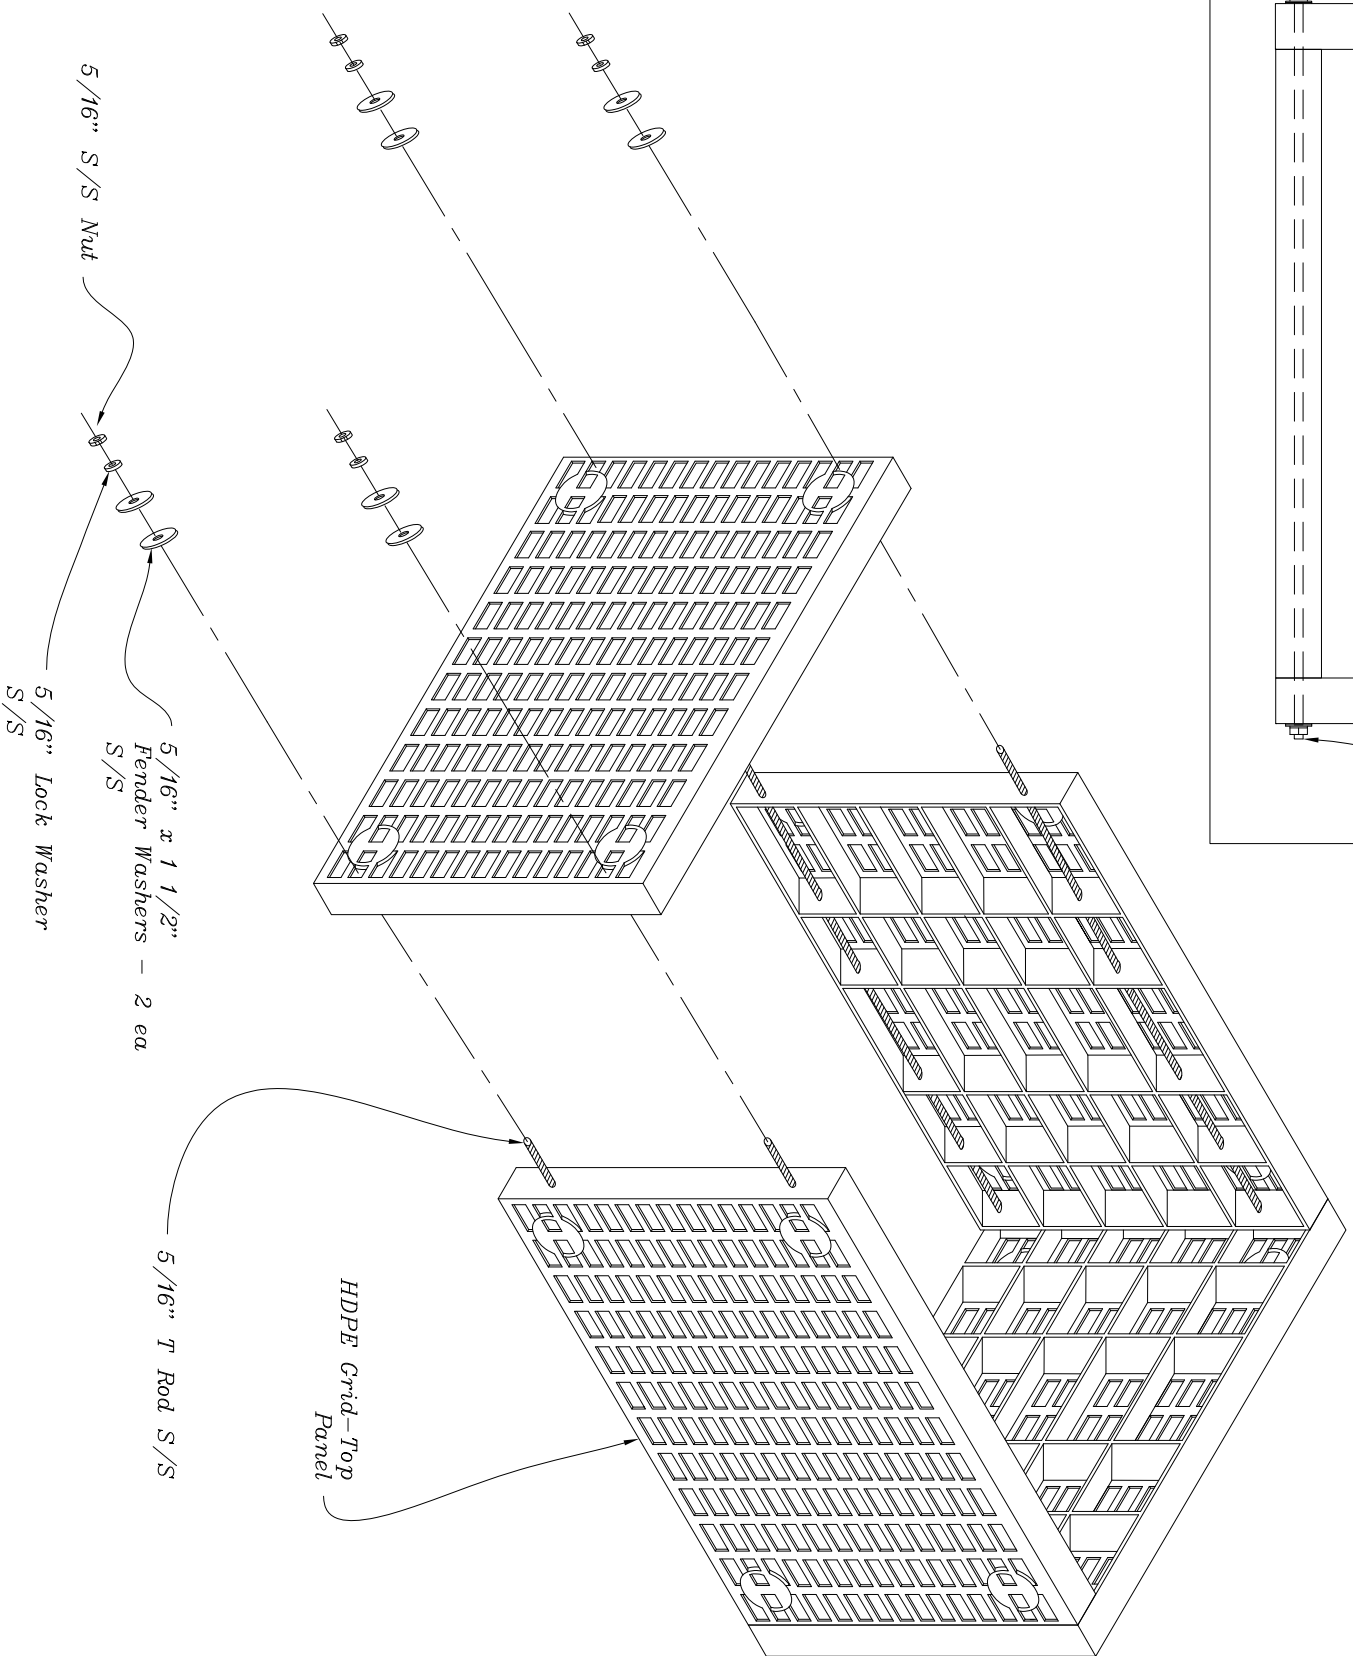 HDPE Grid-Top
Panel
5/16" T Rod S/S
5/16" x 1 1/2"
Fender Washers - 2 ea
S/S
5/16" S/S Nut
5/16" Lock Washer
S/S